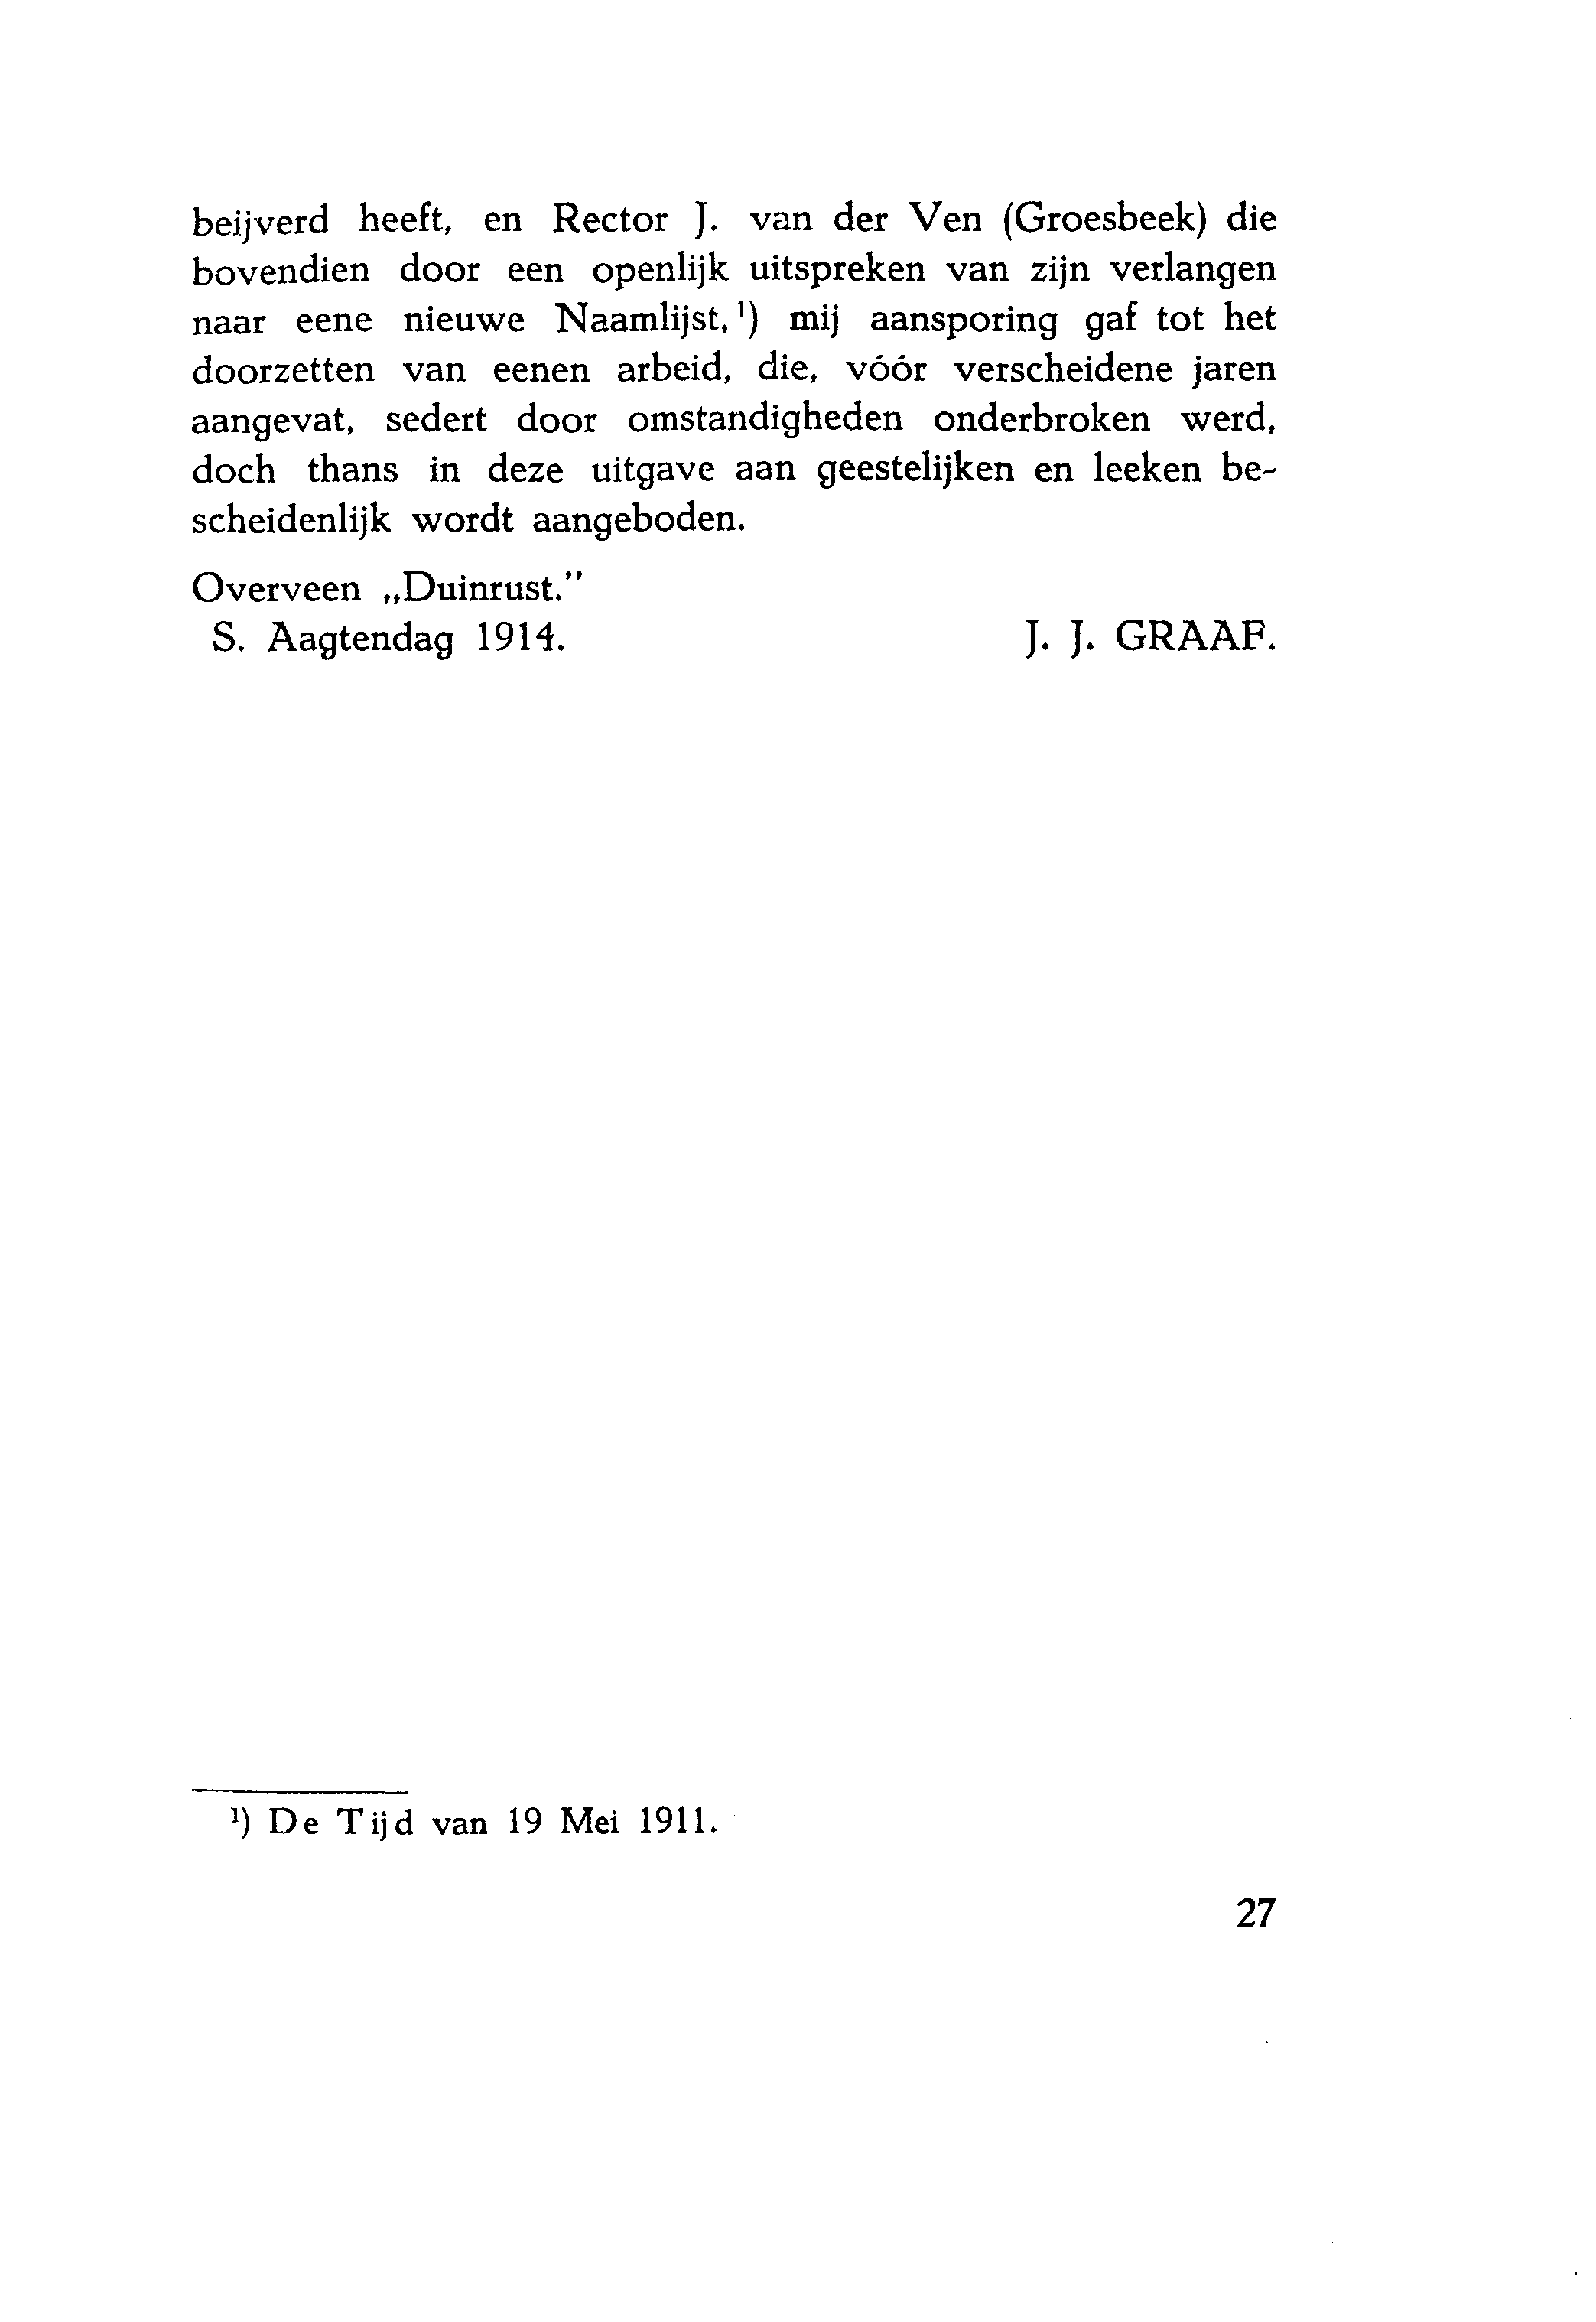 beijverd heeft, en Rector J. van der Ven (Groesbeek) die
bovendien door een openlijk uitspreken van zijn verlangen
naar eene nieuwe Naamlijst, ¹) mij aansporing gaf tot het
doorzetten van eenen arbeid, die, vóór verscheidene jaren
aangevat, sedert door omstandigheden onderbroken werd,
doch thans in deze uitgave aan geestelijken en leeken be-
scheidenlijk wordt aangeboden.
Overveen „Duinrust.”
S. Aagtendag 1914. J. J. GRAAF.
¹) De Tijd van 19 Mei 1911.
27